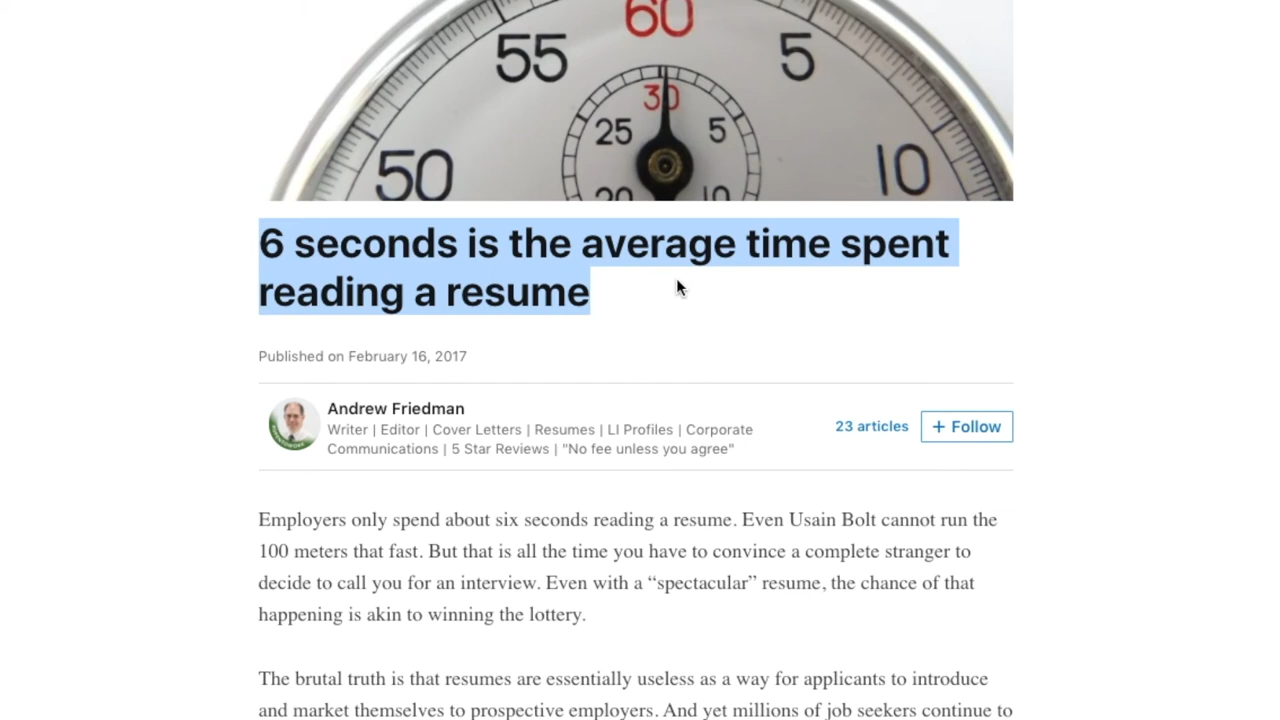 60
55
5
30
25
5
50
10
20
10
6 seconds is the average time spent
reading a resume
Published on February 16, 2017
Andrew Friedman
Writer | Editor | Cover Letters | Resumes | LI Profiles | Corporate
Communications | 5 Star Reviews | "No fee unless you agree"
23 articles
+ Follow
Employers only spend about six seconds reading a resume. Even Usain Bolt cannot run the
100 meters that fast. But that is all the time you have to convince a complete stranger to
decide to call you for an interview. Even with a “spectacular” resume, the chance of that
happening is akin to winning the lottery.
The brutal truth is that resumes are essentially useless as a way for applicants to introduce
and market themselves to prospective employers. And yet millions of job seekers continue to